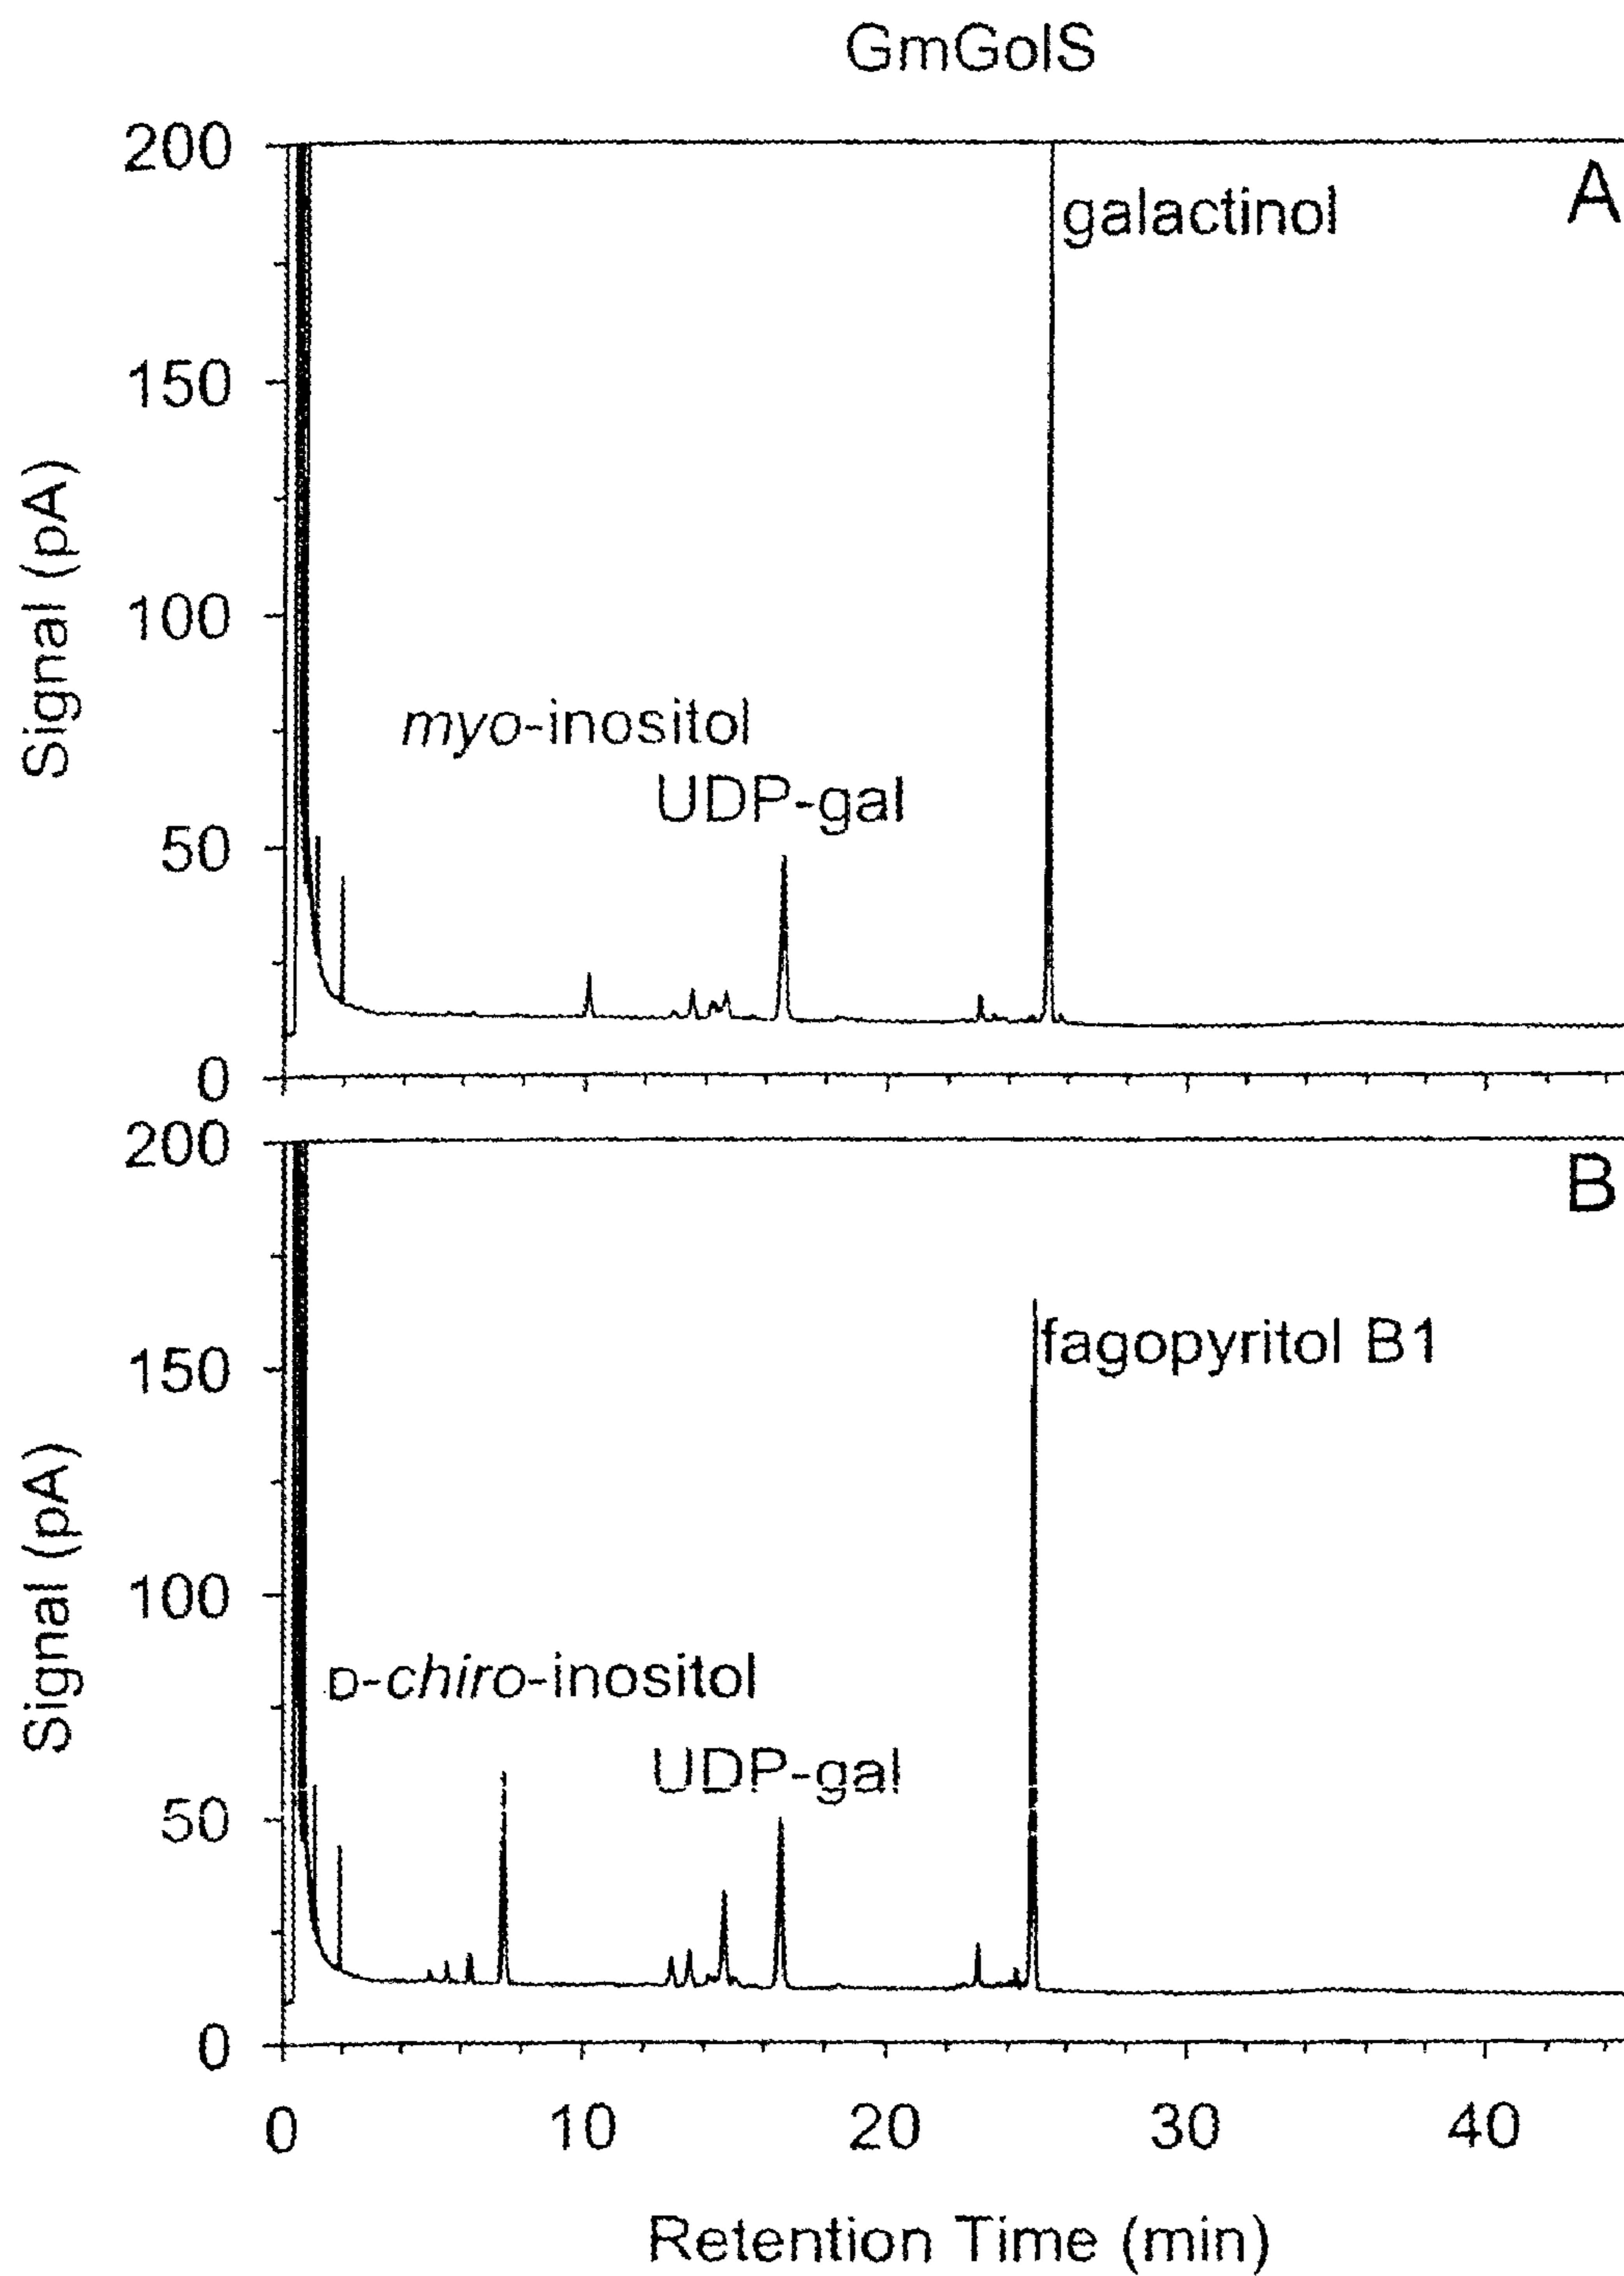 GmGolS
200
A
galactinol
150
Signal (pA)
100
myo-inositol
UDP-gal
50
0
200
B
fagopyritol B1
150
Signal (pA)
100
D-chiro-inositol
UDP-gal
50
0
0 10 20 30 40
Retention Time (min)